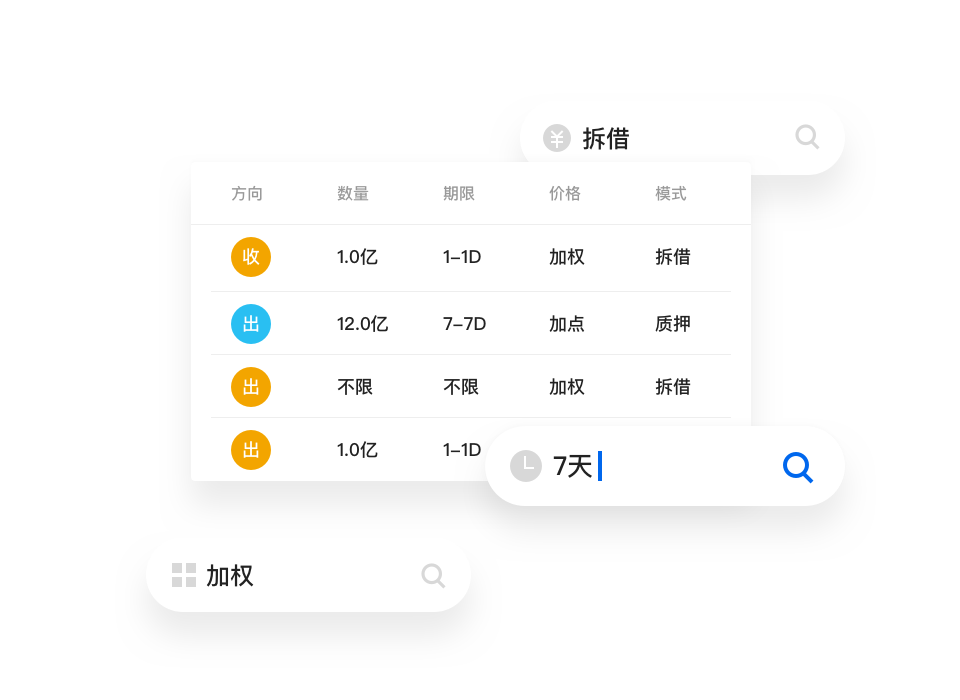 拆借
方向 数量 期限 价格 模式
收 1.0亿 1–1D 加权 拆借
出 12.0亿 7–7D 加点 质押
出 不限 不限 加权 拆借
出 1.0亿 1–1D
7天
加权